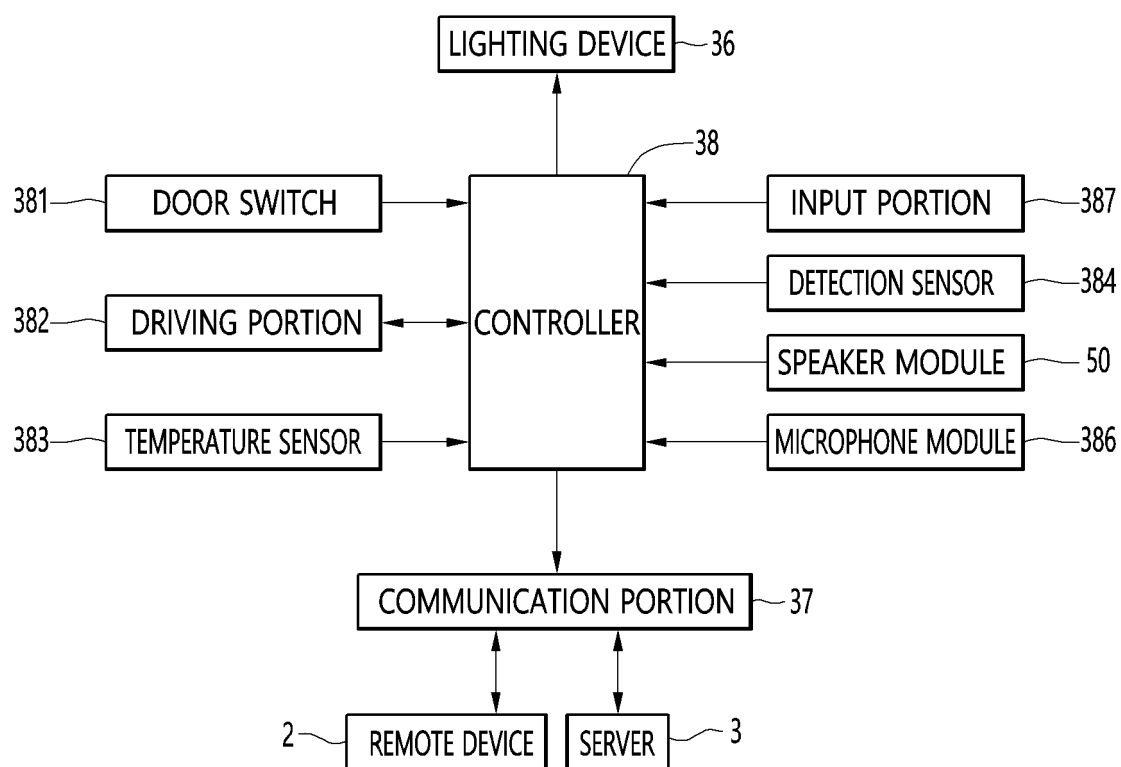 LIGHTING DEVICE 36
38
381 DOOR SWITCH
INPUT PORTION 387
DETECTION SENSOR 384
382 DRIVING PORTION
CONTROLLER
SPEAKER MODULE 50
383 TEMPERATURE SENSOR
MICROPHONE MODULE 386
COMMUNICATION PORTION 37
2 REMOTE DEVICE
SERVER 3